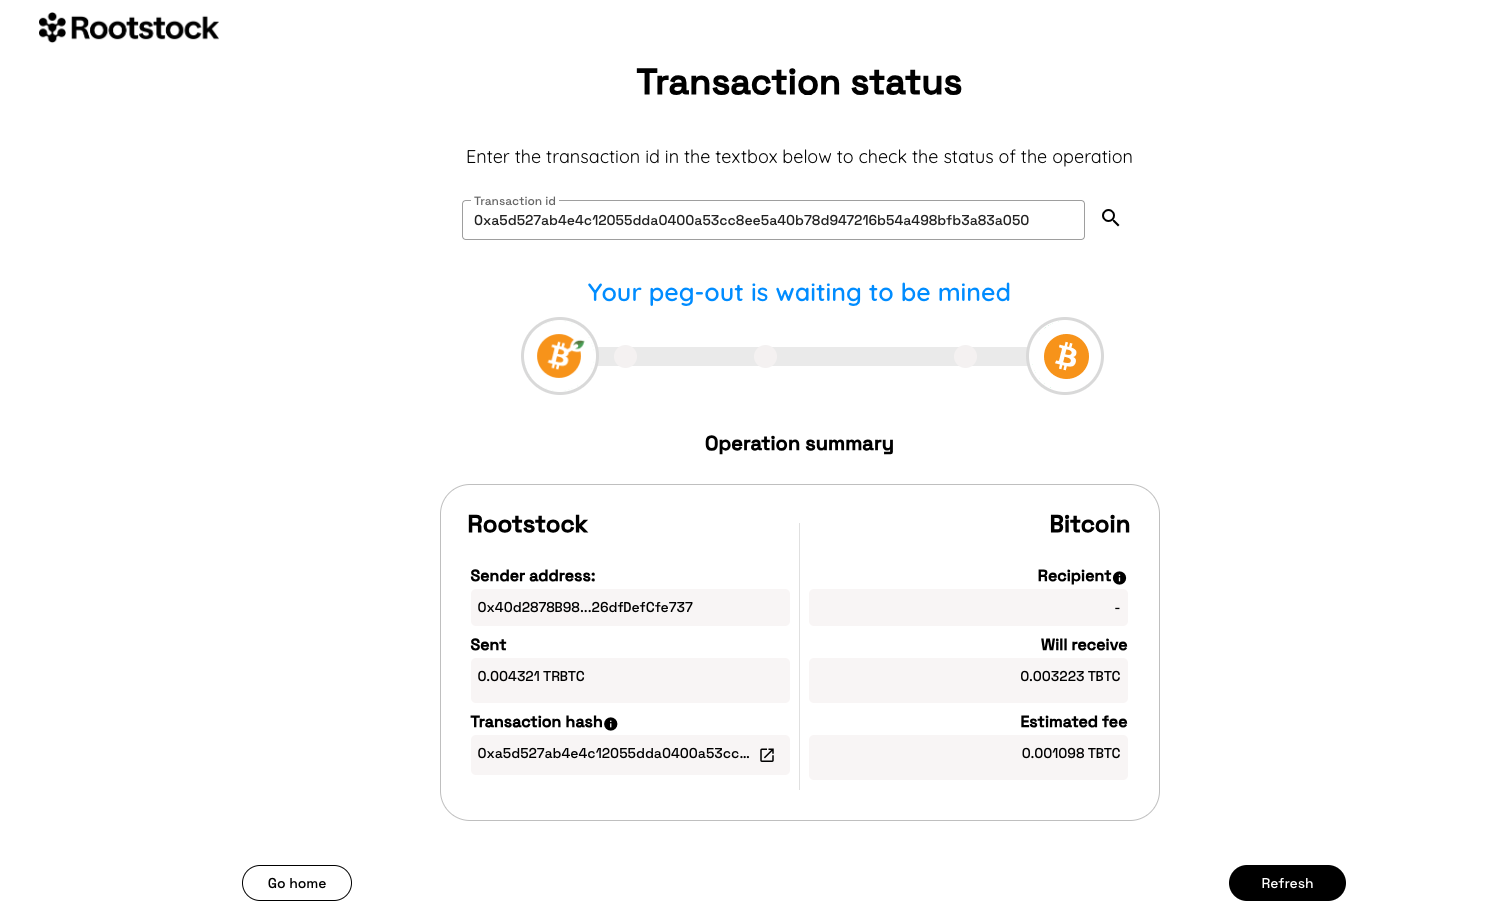 Rootstock
Transaction status
Enter the transaction id in the textbox below to check the status of the operation
Transaction id
0xa5d527ab4e4c12055dda0400a53cc8ee5a40b78d947216b54a498bfb3a83a050
Your peg-out is waiting to be mined
Operation summary
Rootstock
Sender address:
0x40d2878B98...26dfDefCfe737
Sent
0.004321 TRBTC
Transaction hash
0xa5d527ab4e4c12055dda0400a53cc...
Bitcoin
Recipient
-
Will receive
0.003223 TBTC
Estimated fee
0.001098 TBTC
Go home
Refresh